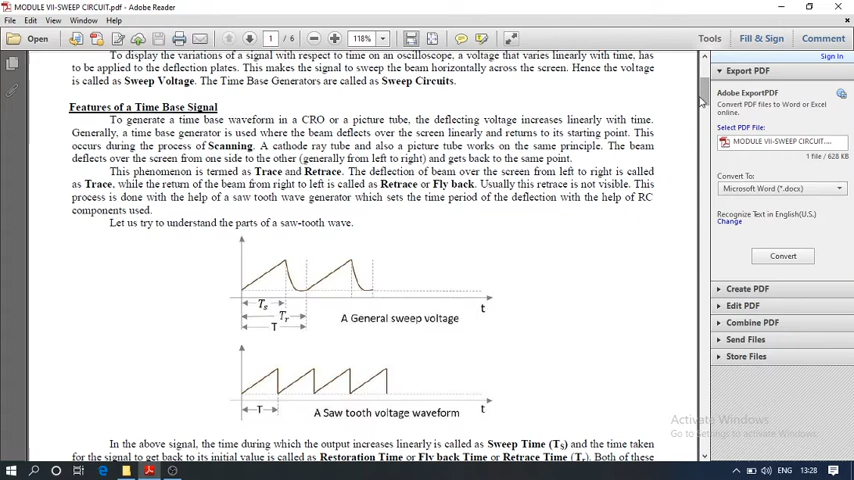 MODULE VII-SWEEP CIRCUIT.pdf - Adobe Reader
File Edit View Window Help
Open 1 / 6 118% Tools Fill & Sign Comment
To display the variations of a signal with respect to time on an oscilloscope, a voltage that varies linearly with time, has
to be applied to the deflection plates. This makes the signal to sweep the beam horizontally across the screen. Hence the voltage
is called as Sweep Voltage. The Time Base Generators are called as Sweep Circuits.
Features of a Time Base Signal
To generate a time base waveform in a CRO or a picture tube, the deflecting voltage increases linearly with time.
Generally, a time base generator is used where the beam deflects over the screen linearly and returns to its starting point. This
occurs during the process of Scanning. A cathode ray tube and also a picture tube works on the same principle. The beam
deflects over the screen from one side to the other (generally from left to right) and gets back to the same point.
This phenomenon is termed as Trace and Retrace. The deflection of beam over the screen from left to right is called
as Trace, while the return of the beam from right to left is called as Retrace or Fly back. Usually this retrace is not visible. This
process is done with the help of a saw tooth wave generator which sets the time period of the deflection with the help of RC
components used.
Let us try to understand the parts of a saw-tooth wave.
Ts
Tr
T
A General sweep voltage
t
T
A Saw tooth voltage waveform
t
In the above signal, the time during which the output increases linearly is called as Sweep Time (TS) and the time taken
for the signal to get back to its initial value is called as Restoration Time or Fly back Time or Retrace Time (Tr). Both of these
Sign In
Export PDF
Adobe ExportPDF
Convert PDF files to Word or Excel
online.
Select PDF File:
MODULE VII-SWEEP CIRCUIT....
1 file / 628 KB
Convert To:
Microsoft Word (*.docx)
Recognize Text in English(U.S.)
Change
Convert
Create PDF
Edit PDF
Combine PDF
Send Files
Store Files
Activate Windows
Go to Settings to activate Windows.
ENG 13:28